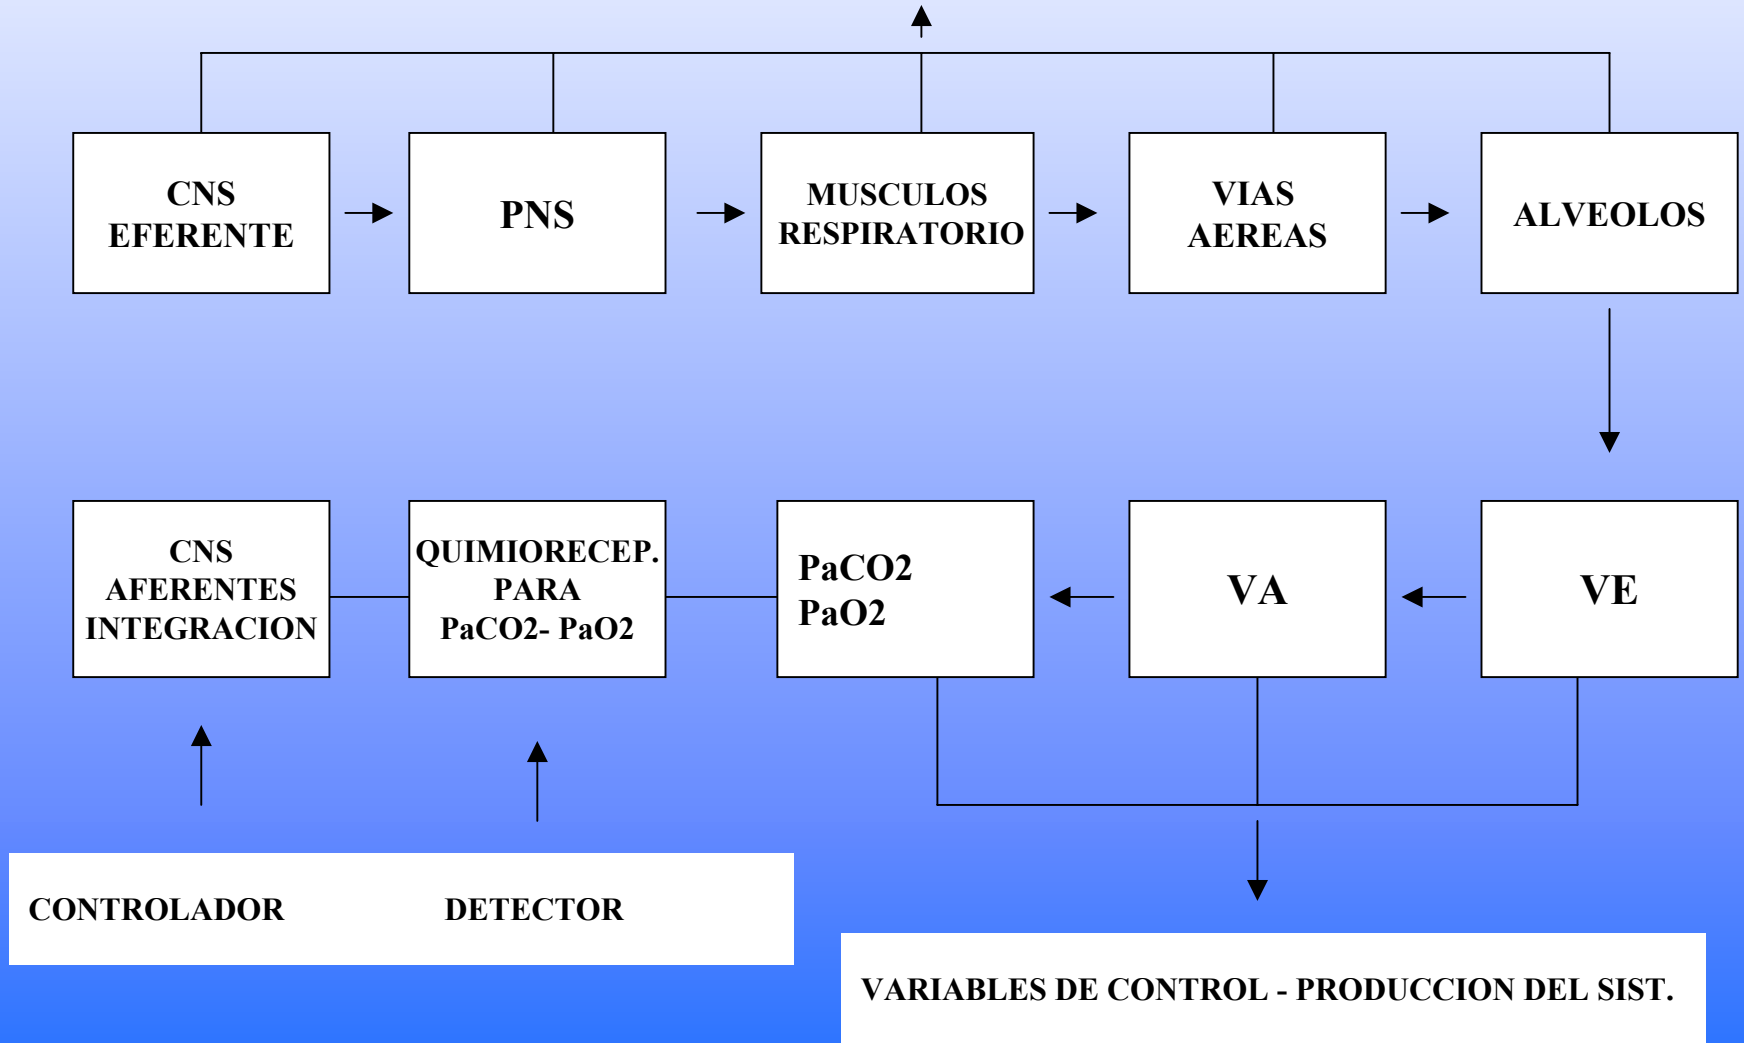 CNS
EFERENTE
PNS
MUSCULOS
RESPIRATORIO
VIAS
AEREAS
ALVEOLOS
CNS
AFERENTES
INTEGRACION
QUIMIORECEP.
PARA
PaCO2- PaO2
PaCO2
PaO2
VA
VE
CONTROLADOR
DETECTOR
VARIABLES DE CONTROL - PRODUCCION DEL SIST.